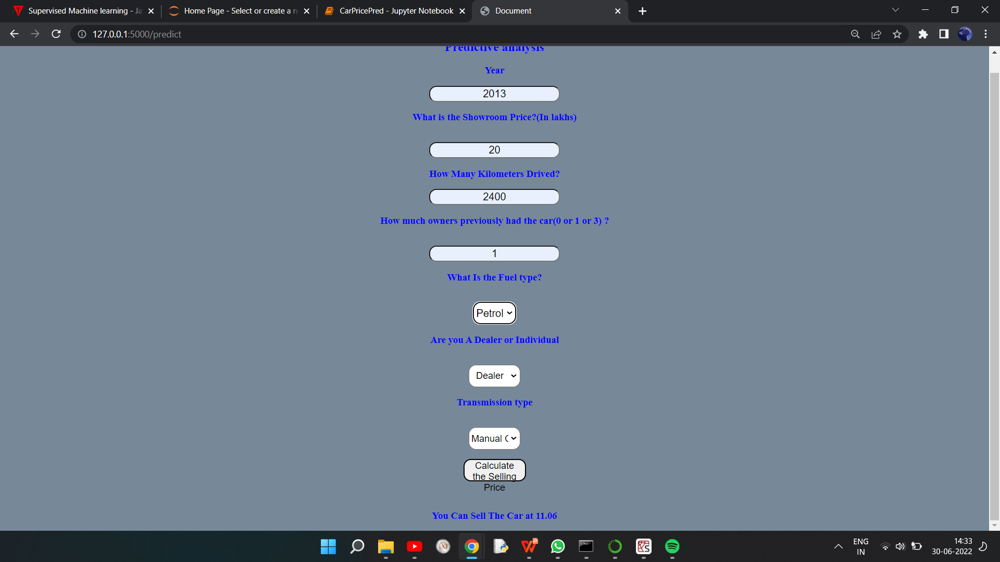 Supervised Machine learning - Ja
Home Page - Select or create a n
CarPricePred - Jupyter Notebook
Document
127.0.0.1:5000/predict
Predictive analysis
Year
2013
What is the Showroom Price?(In lakhs)
20
How Many Kilometers Drived?
2400
How much owners previously had the car(0 or 1 or 3) ?
1
What Is the Fuel type?
Petrol
Are you A Dealer or Individual
Dealer
Transmission type
Manual C
Calculate
the Selling
Price
You Can Sell The Car at 11.06
ENG
IN
14:33
30-06-2022